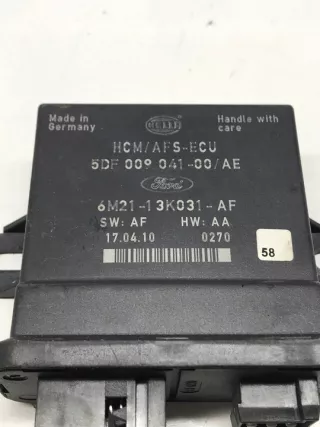 Made in
Germany
HELLA
Handle with
care
HCM/AFS-ECU
5DF 009 041-00/AE
Ford
6M21-13K031-AF
SW: AF HW: AA
17.04.10 0270
58